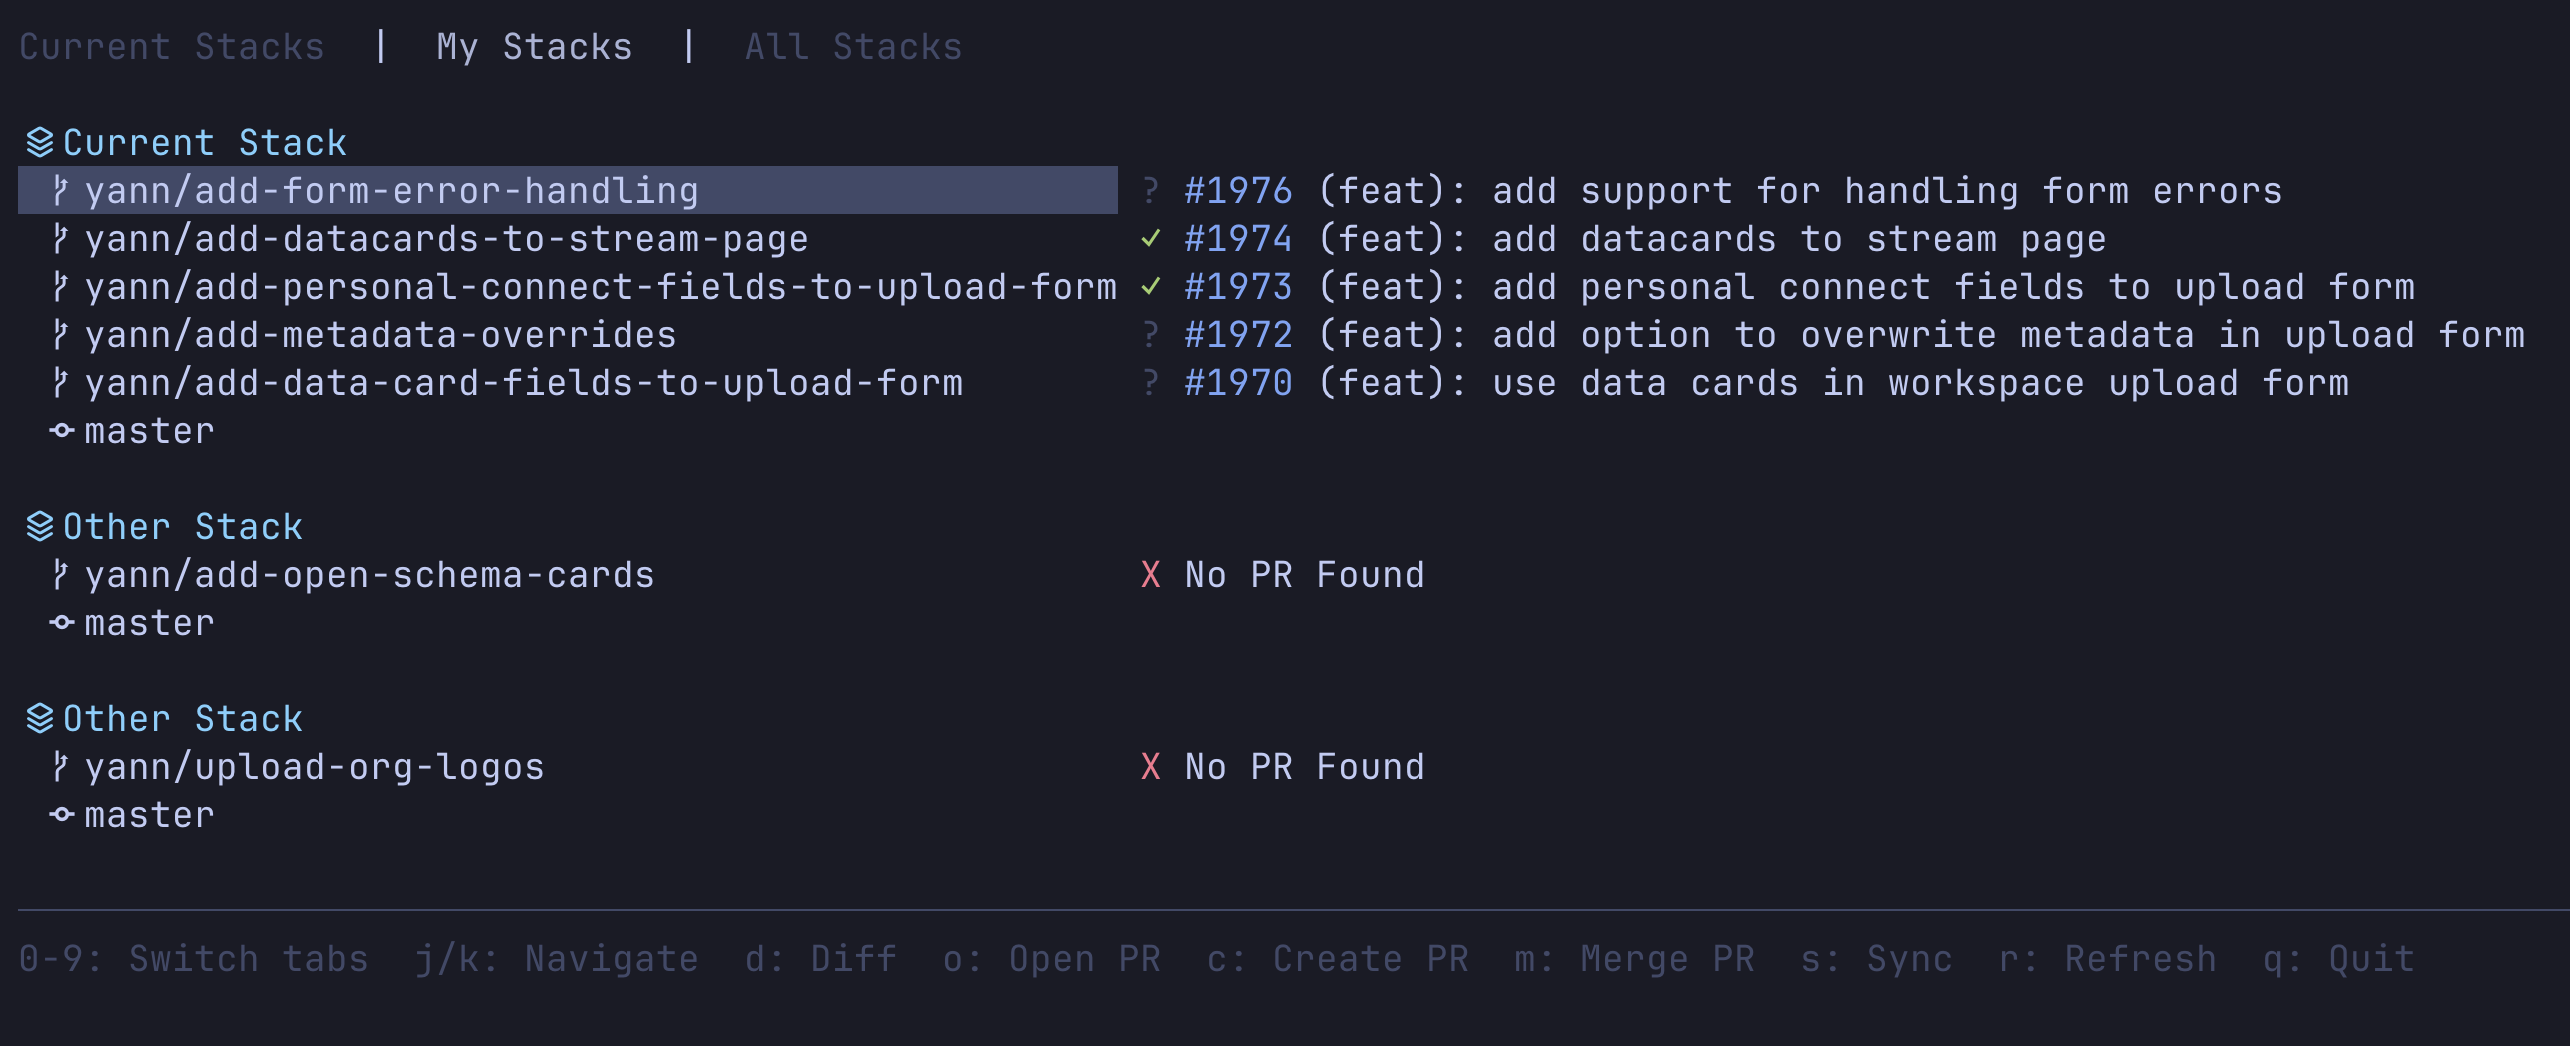 Current Stacks | My Stacks | All Stacks
Current Stack
yann/add-form-error-handling ? #1976 (feat): add support for handling form errors
yann/add-datacards-to-stream-page ✓ #1974 (feat): add datacards to stream page
yann/add-personal-connect-fields-to-upload-form ✓ #1973 (feat): add personal connect fields to upload form
yann/add-metadata-overrides ? #1972 (feat): add option to overwrite metadata in upload form
yann/add-data-card-fields-to-upload-form ? #1970 (feat): use data cards in workspace upload form
master
Other Stack
yann/add-open-schema-cards X No PR Found
master
Other Stack
yann/upload-org-logos X No PR Found
master
0-9: Switch tabs j/k: Navigate d: Diff o: Open PR c: Create PR m: Merge PR s: Sync r: Refresh q: Quit